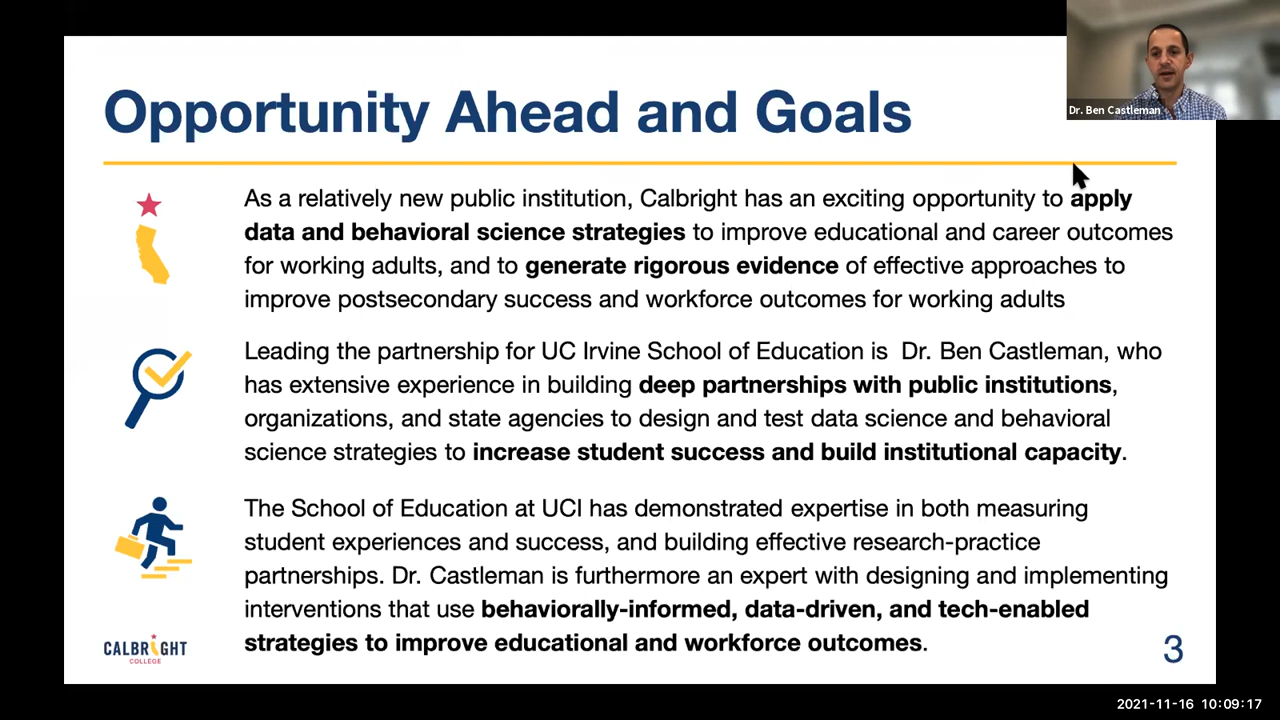 Opportunity Ahead and Goals
Dr. Ben Castleman
As a relatively new public institution, Calbright has an exciting opportunity to apply
data and behavioral science strategies to improve educational and career outcomes
for working adults, and to generate rigorous evidence of effective approaches to
improve postsecondary success and workforce outcomes for working adults
Leading the partnership for UC Irvine School of Education is  Dr. Ben Castleman, who
has extensive experience in building deep partnerships with public institutions,
organizations, and state agencies to design and test data science and behavioral
science strategies to increase student success and build institutional capacity.
The School of Education at UCI has demonstrated expertise in both measuring
student experiences and success, and building effective research-practice
partnerships. Dr. Castleman is furthermore an expert with designing and implementing
interventions that use behaviorally-informed, data-driven, and tech-enabled
strategies to improve educational and workforce outcomes.
CALBRIGHT
COLLEGE
3
2021-11-16 10:09:17